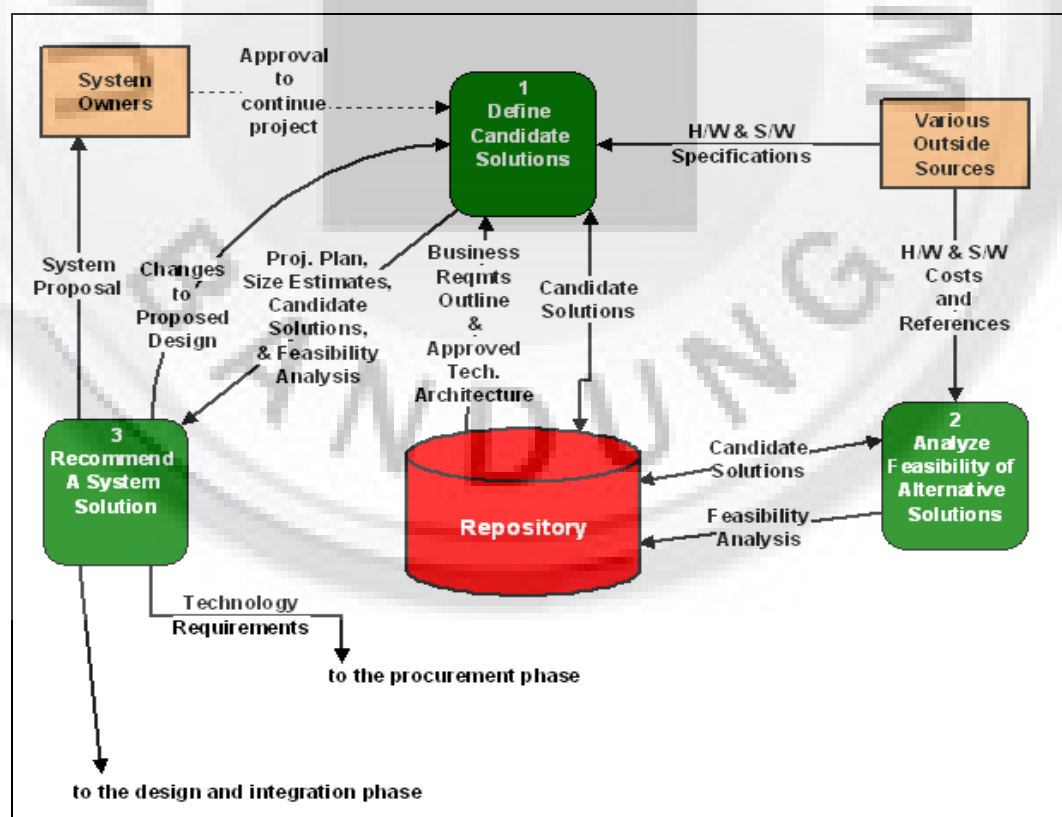 System
Owners
Approval
to
continue
project
1
Define
Candidate
Solutions
H/W & S/W
Specifications
Various
Outside
Sources
System
Proposal
Changes
to
Proposed
Design
Proj. Plan,
Size Estimates,
Candidate
Solutions,
& Feasibility
Analysis
Business
Reqmts
Outline
&
Approved
Tech.
Architecture
Candidate
Solutions
H/W & S/W
Costs
and
References
3
Recommend
A System
Solution
Repository
Candidate
Solutions
Feasibility
Analysis
2
Analyze
Feasibility of
Alternative
Solutions
Technology
Requirements
to the procurement phase
to the design and integration phase
BANDUNG